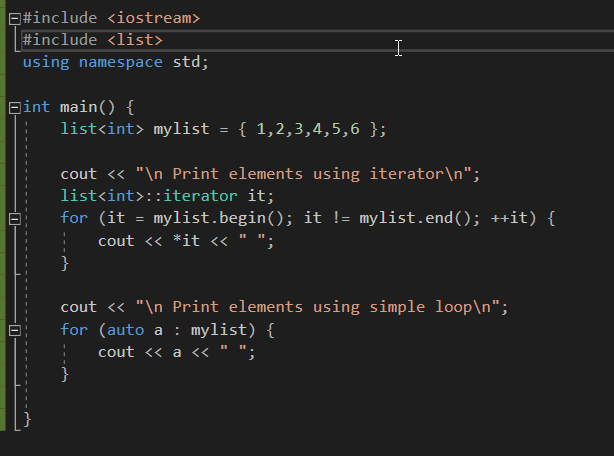 #include <iostream>
#include <list>
using namespace std;
int main() {
list<int> mylist = { 1,2,3,4,5,6 };
cout << "\n Print elements using iterator\n";
list<int>::iterator it;
for (it = mylist.begin(); it != mylist.end(); ++it) {
cout << *it << " ";
}
cout << "\n Print elements using simple loop\n";
for (auto a : mylist) {
cout << a << " ";
}
}